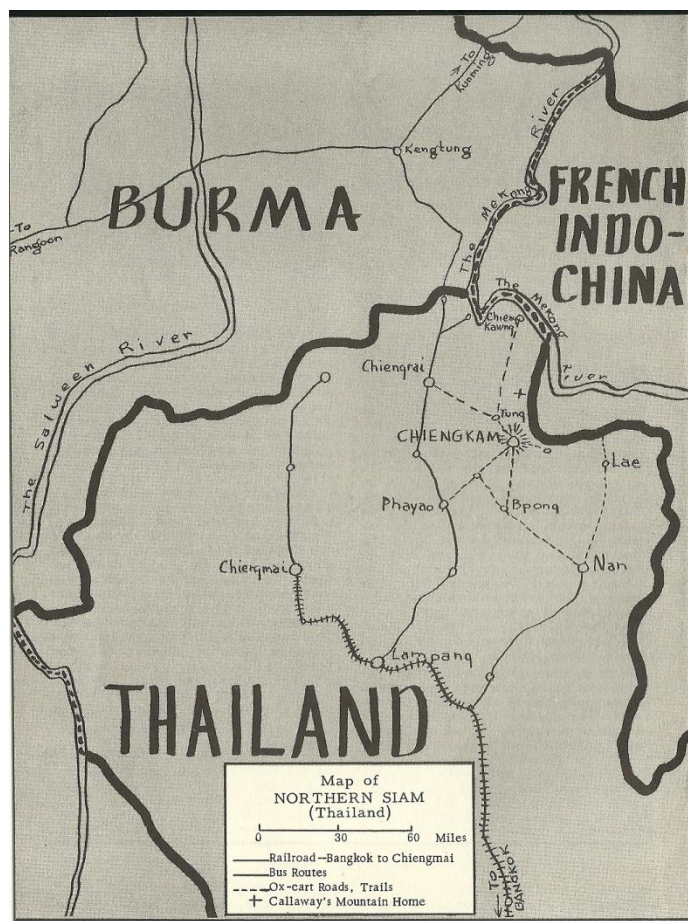 To
Kunming
River
Kengtung
BURMA
FRENCH
INDO-
CHINA
To
Rangoon
The Mekong
The Mekong
River
The Salween River
Chieng
Kawng
Chiengrai
Tung
CHIENGKAM
Lae
Phayao
Bpong
Chiengmai
Nan
Lampang
THAILAND
Map of
NORTHERN SIAM
(Thailand)
0 30 60 Miles
Railroad--Bangkok to Chiengmai
Bus Routes
Ox-cart Roads, Trails
+ Callaway's Mountain Home
TO
BANGKOK